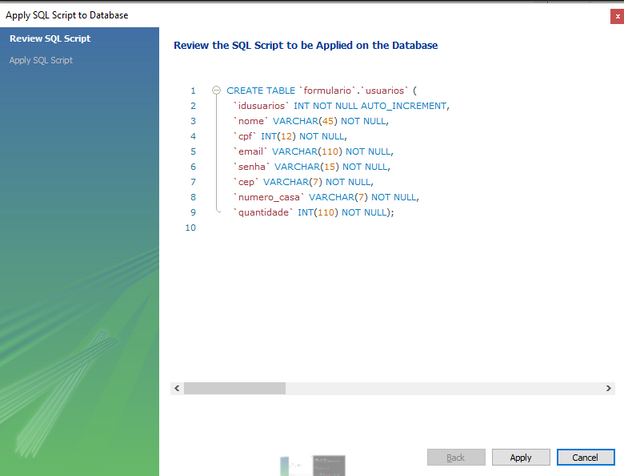 Apply SQL Script to Database
x
Review SQL Script
Apply SQL Script
Review the SQL Script to be Applied on the Database
1 CREATE TABLE `formulario`.`usuarios` (
2 `idusuarios` INT NOT NULL AUTO_INCREMENT,
3 `nome` VARCHAR(45) NOT NULL,
4 `cpf` INT(12) NOT NULL,
5 `email` VARCHAR(110) NOT NULL,
6 `senha` VARCHAR(15) NOT NULL,
7 `cep` VARCHAR(7) NOT NULL,
8 `numero_casa` VARCHAR(7) NOT NULL,
9 `quantidade` INT(110) NOT NULL);
10
Back Apply Cancel